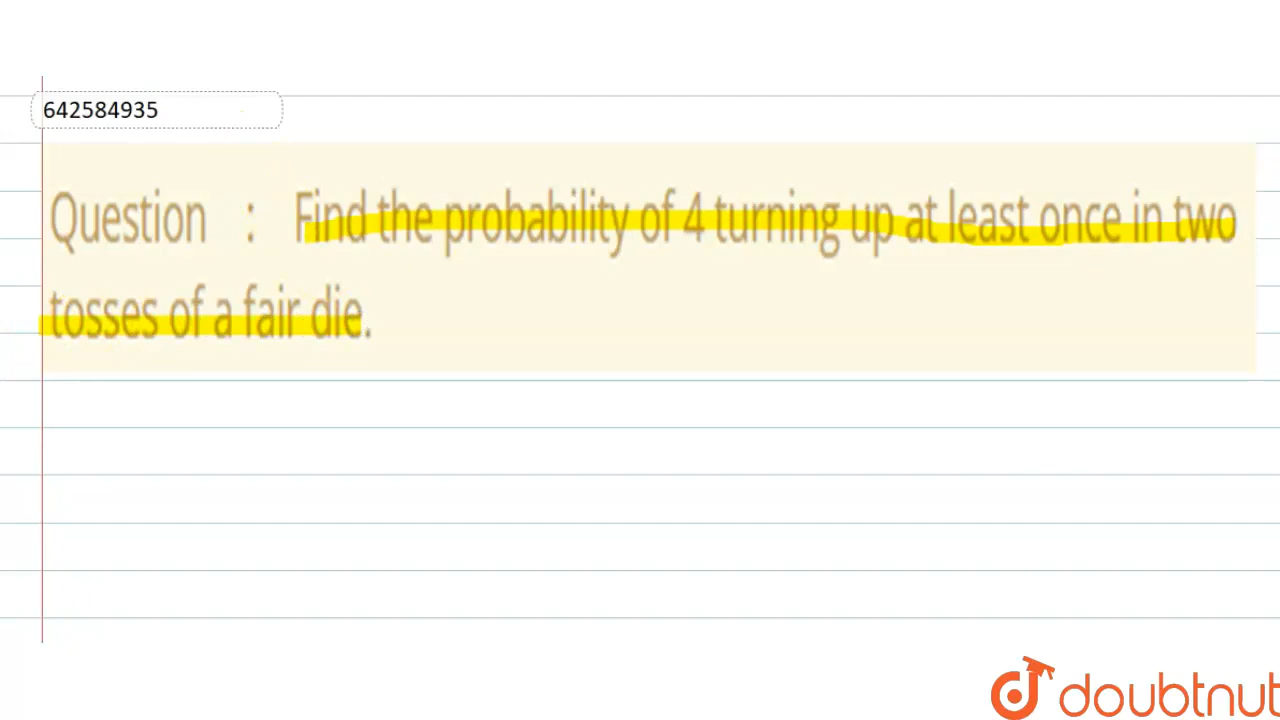 642584935
Question : Find the probability of 4 turning up at least once in two
tosses of a fair die.
doubtnut